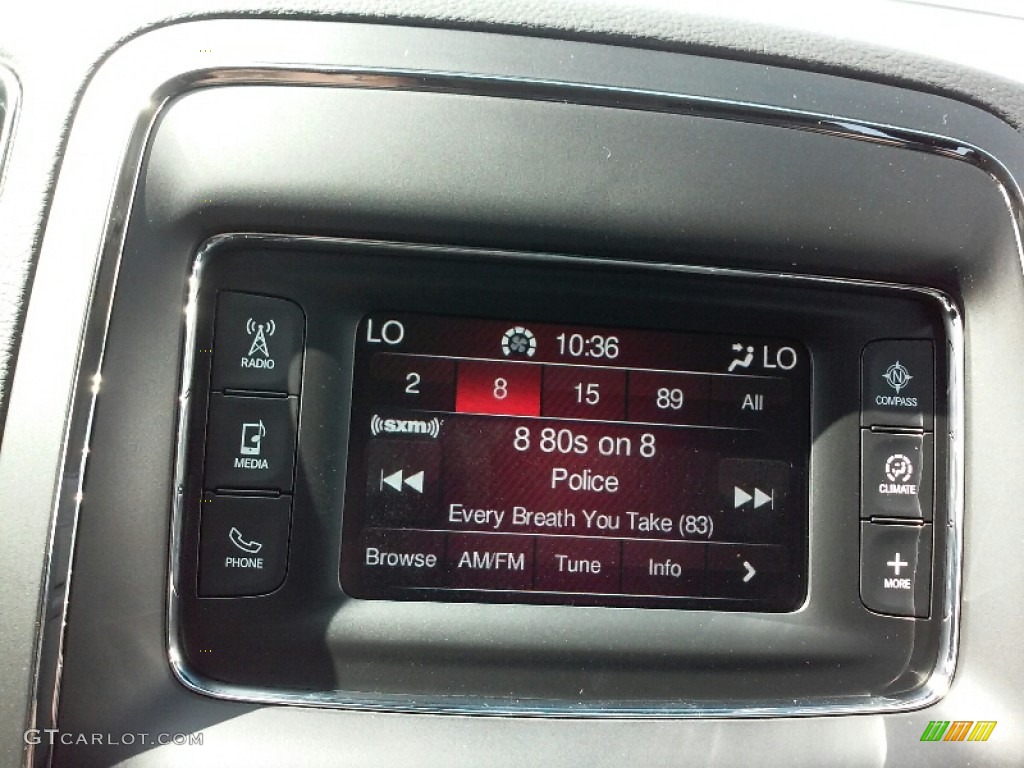 LO 10:36 LO
2 8 15 89 All
((sxm))
8 80s on 8
Police
Every Breath You Take (83)
Browse AM/FM Tune Info >
RADIO
MEDIA
PHONE
N
COMPASS
CLIMATE
+
MORE
GTCARLOT.COM